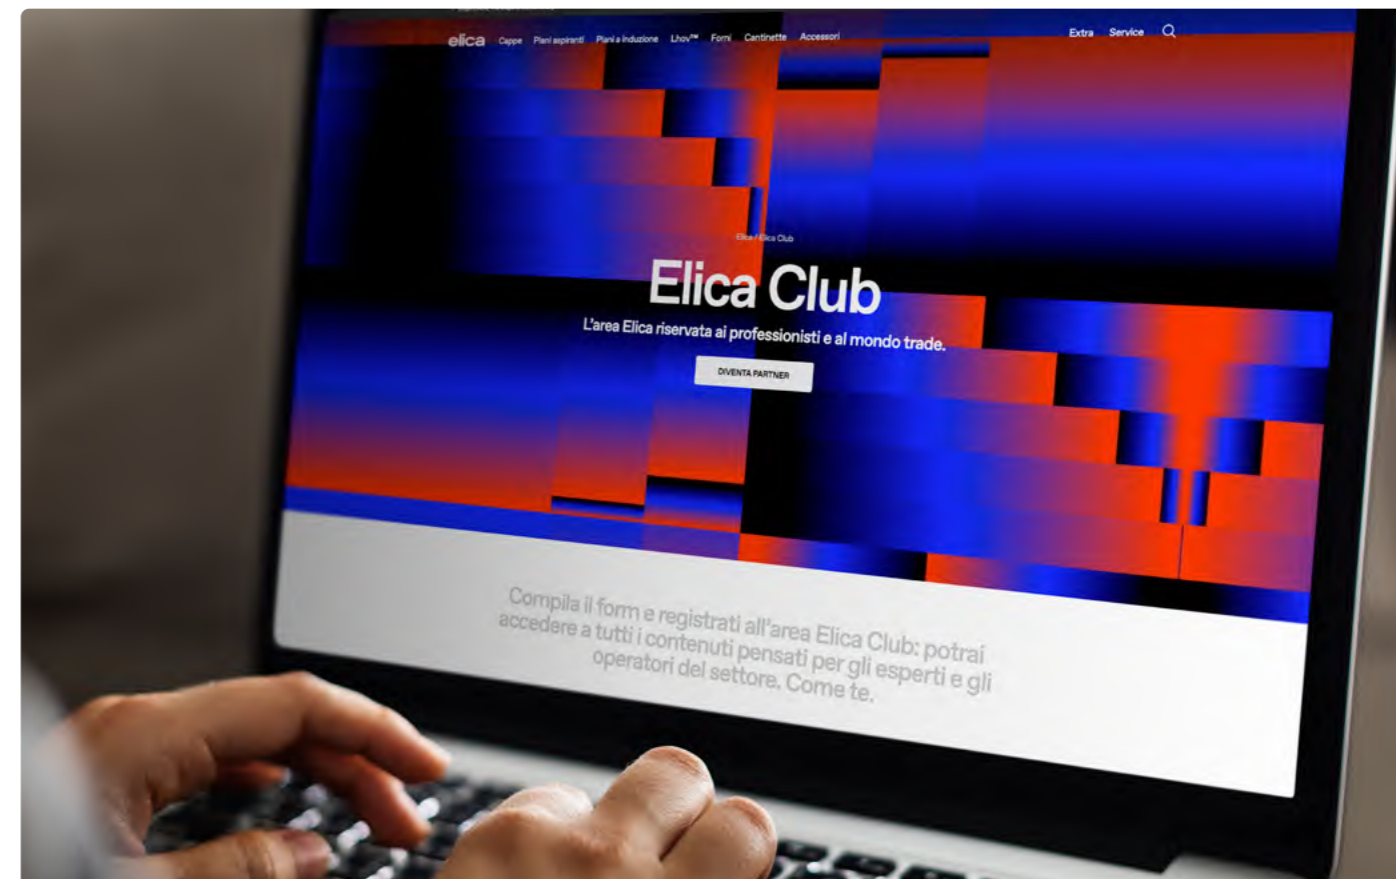 elica Cappe Piani aspiranti Piani a induzione Lhov™ Forni Cantinette Accessori Extra Service
Elica / Elica Club
Elica Club
L'area Elica riservata ai professionisti e al mondo trade.
DIVENTA PARTNER
Compila il form e registrati all'area Elica Club: potrai
accedere a tutti i contenuti pensati per gli esperti e gli
operatori del settore. Come te.